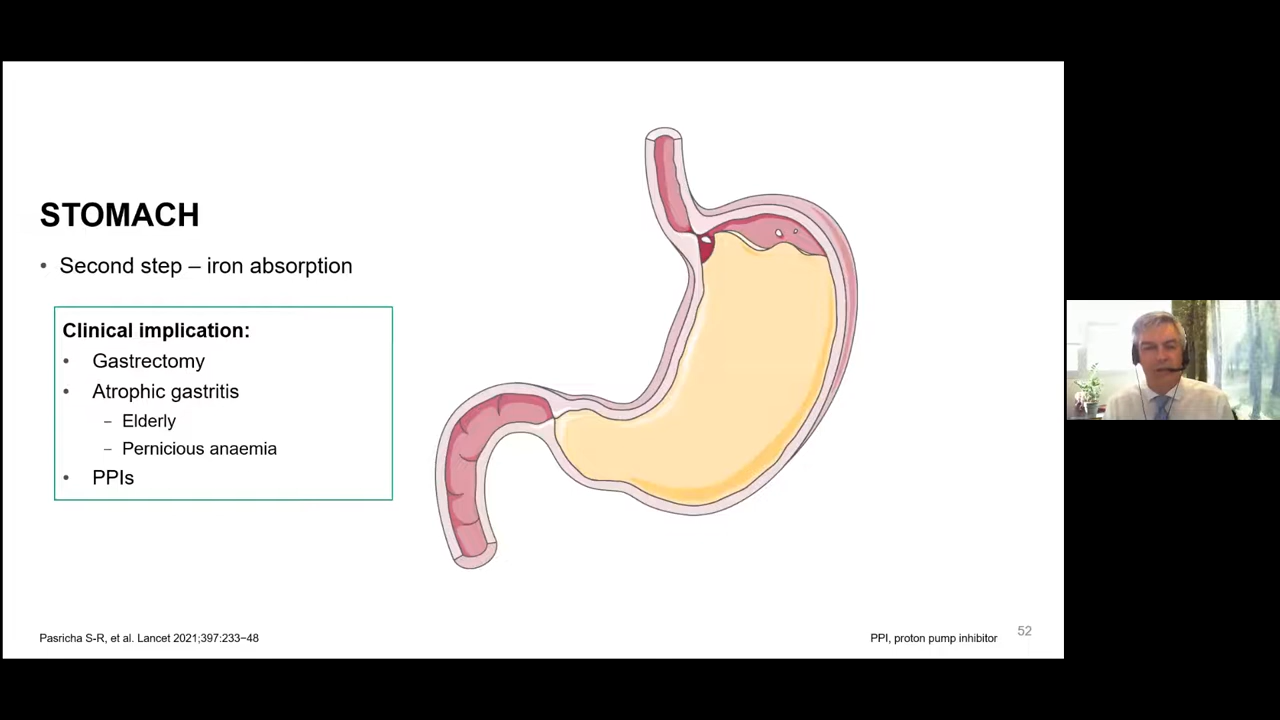 STOMACH
• Second step – iron absorption
Clinical implication:
• Gastrectomy
• Atrophic gastritis
– Elderly
– Pernicious anaemia
• PPIs
Pasricha S-R, et al. Lancet 2021;397:233−48
PPI, proton pump inhibitor
52